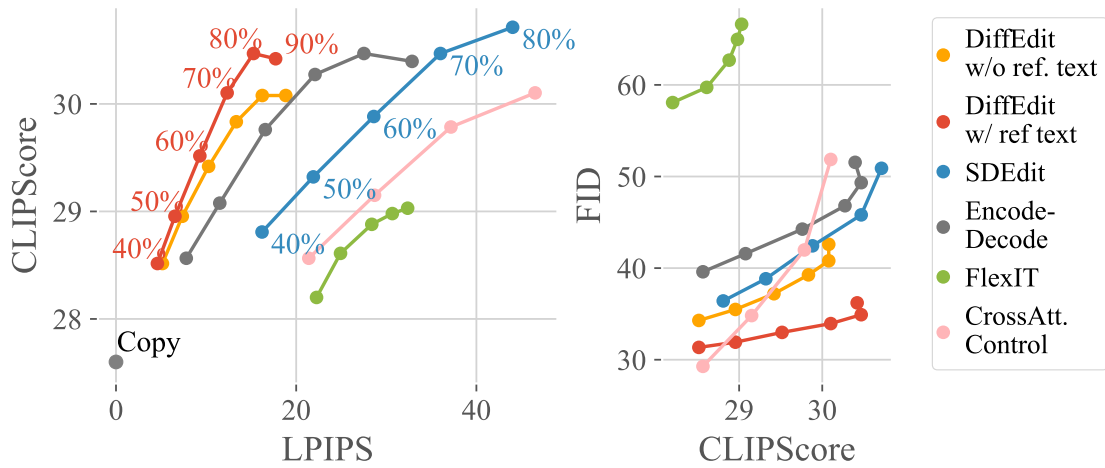 CLIPScore
30
29
28
80%
90%
70%
60%
50%
40%
80%
70%
60%
50%
40%
Copy
0
20
40
LPIPS
FID
60
50
40
30
29
30
CLIPScore
DiffEdit
w/o ref. text
DiffEdit
w/ ref text
SDEdit
Encode-
Decode
FlexIT
CrossAtt.
Control